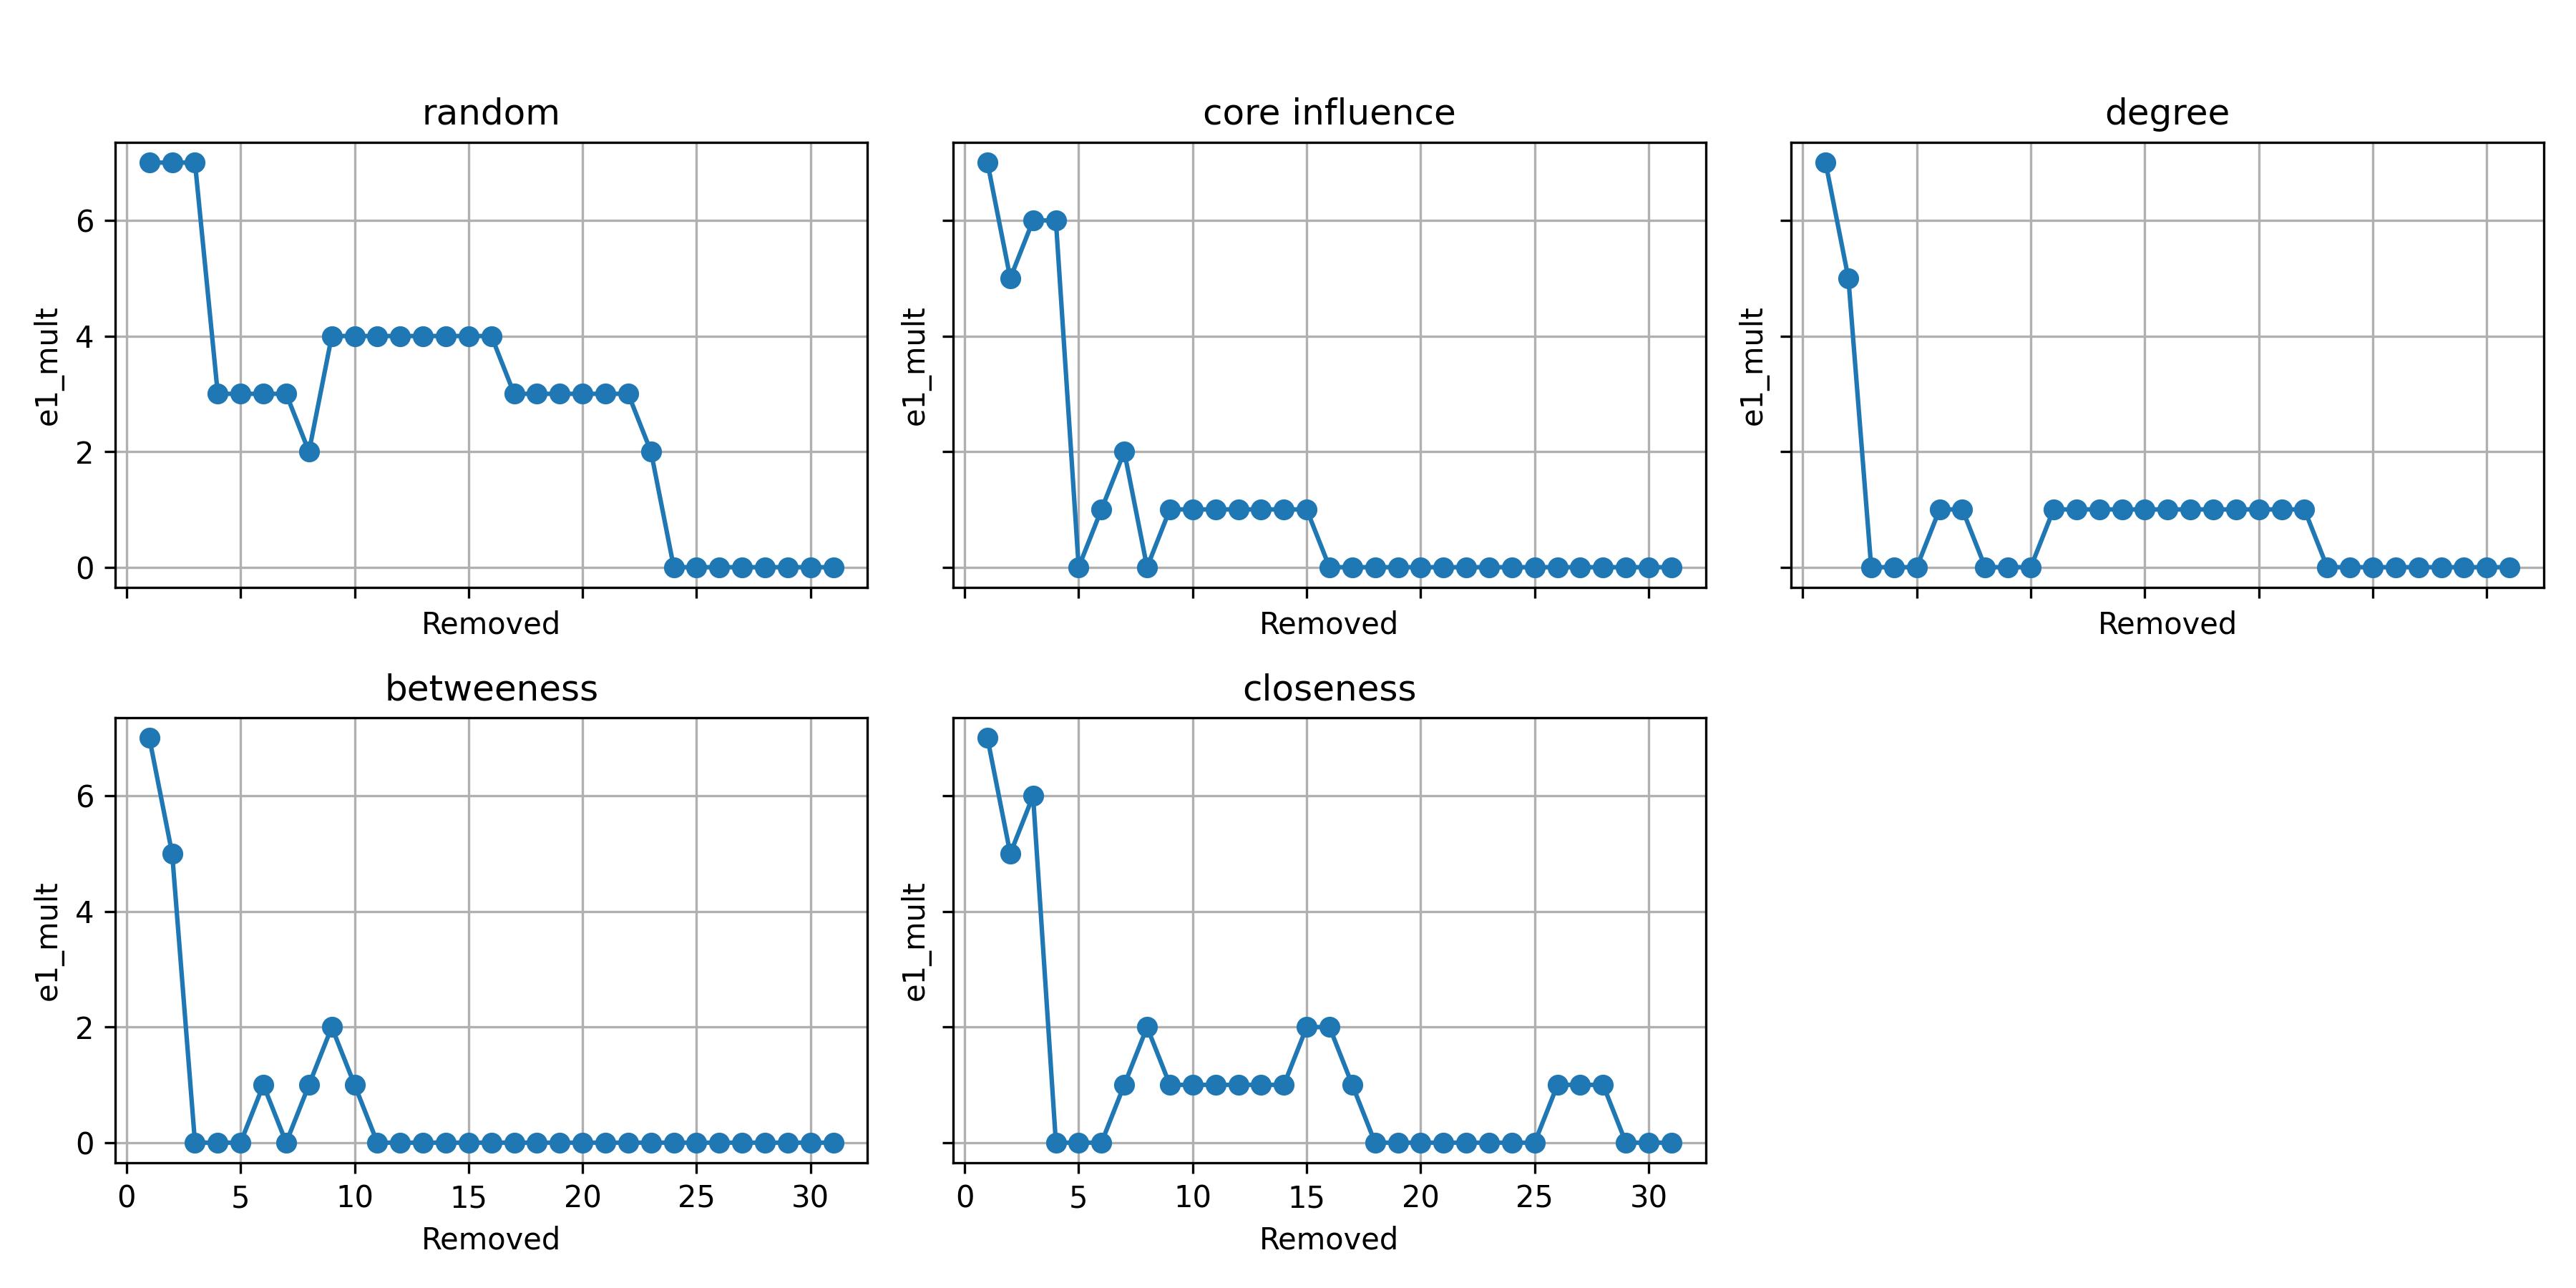 random
core influence
degree
e1_mult
6
4
2
0
Removed
e1_mult
Removed
e1_mult
Removed
betweeness
closeness
e1_mult
6
4
2
0
0 5 10 15 20 25 30
Removed
e1_mult
0 5 10 15 20 25 30
Removed